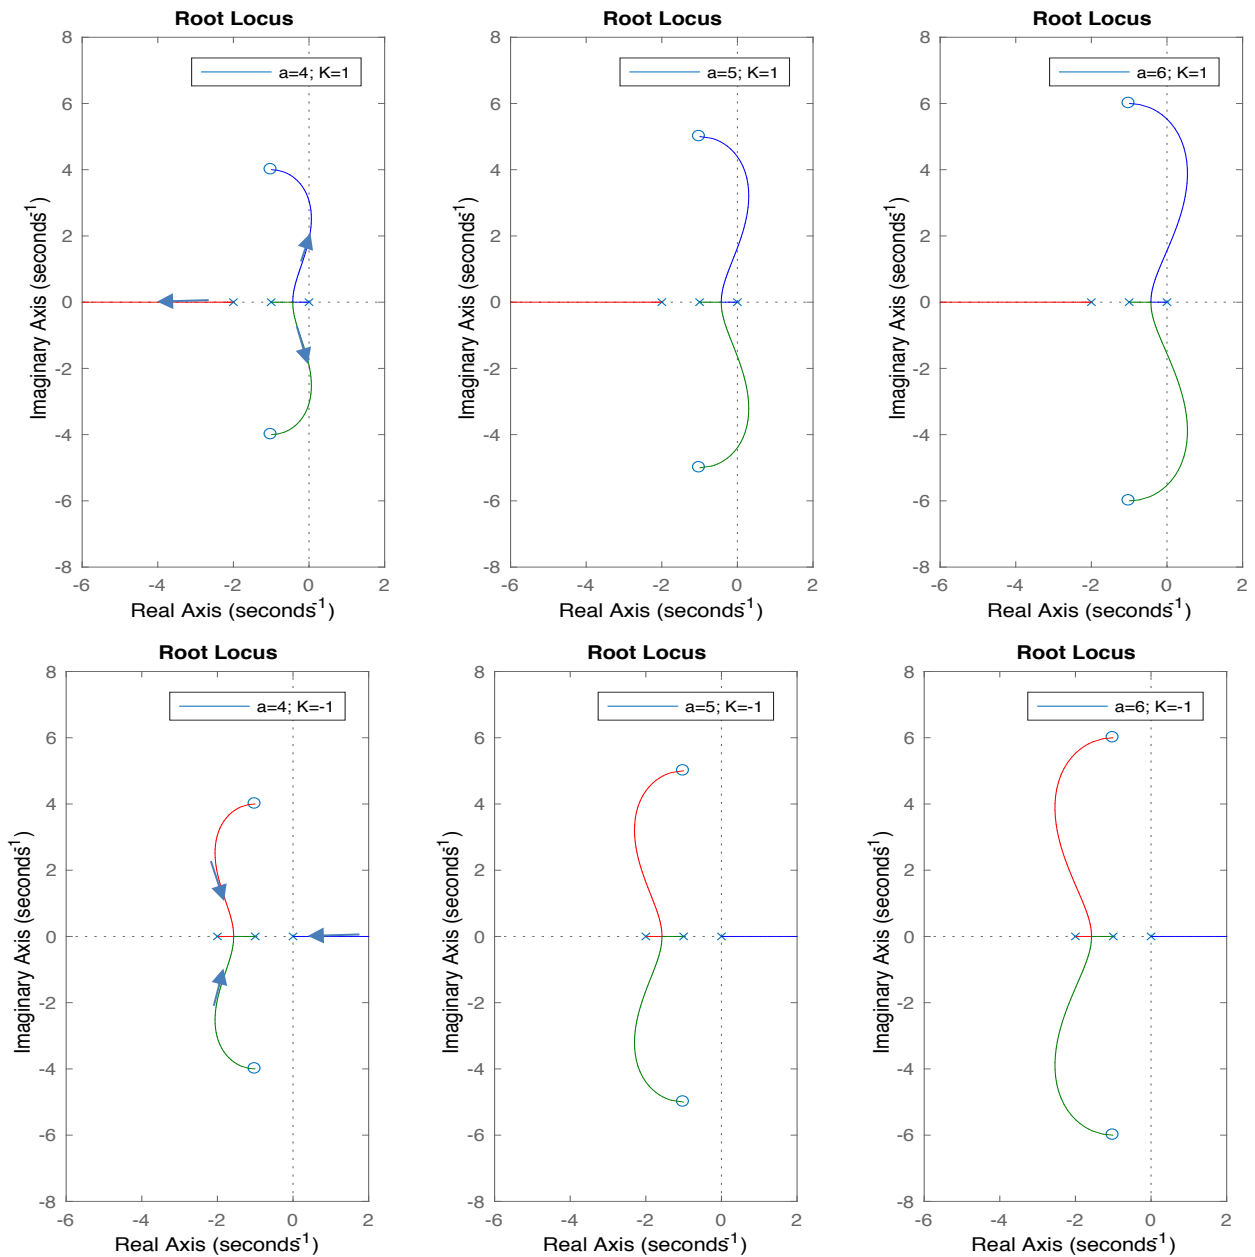 Root Locus
a=4; K=1
8
6
4
2
0
-2
-4
-6
-8
-6 -4 -2 0 2
Imaginary Axis (seconds-1)
Real Axis (seconds-1)
Root Locus
a=5; K=1
8
6
4
2
0
-2
-4
-6
-8
-6 -4 -2 0 2
Imaginary Axis (seconds-1)
Real Axis (seconds-1)
Root Locus
a=6; K=1
8
6
4
2
0
-2
-4
-6
-8
-6 -4 -2 0 2
Imaginary Axis (seconds-1)
Real Axis (seconds-1)
Root Locus
a=4; K=-1
8
6
4
2
0
-2
-4
-6
-8
-6 -4 -2 0 2
Imaginary Axis (seconds-1)
Real Axis (seconds-1)
Root Locus
a=5; K=-1
8
6
4
2
0
-2
-4
-6
-8
-6 -4 -2 0 2
Imaginary Axis (seconds-1)
Real Axis (seconds-1)
Root Locus
a=6; K=-1
8
6
4
2
0
-2
-4
-6
-8
-6 -4 -2 0 2
Imaginary Axis (seconds-1)
Real Axis (seconds-1)